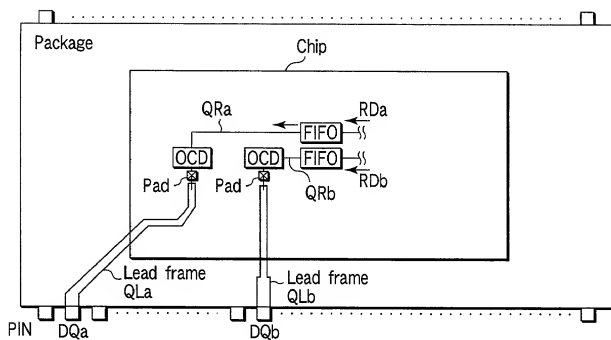 Package
Chip
QRa
RDa
FIFO
OCD
OCD
FIFO
Pad
Pad
QRb
RDb
Lead frame
QLa
Lead frame
QLb
PIN
DQa
DQb